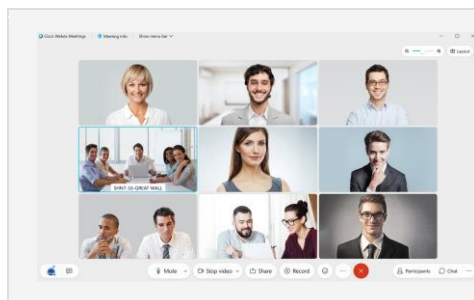 Cisco Webex Meetings
Meeting info
Show menu bar
Layout
SHN7-16-GREAT WALL
Mute
Stop video
Share
Record
Participants
Chat